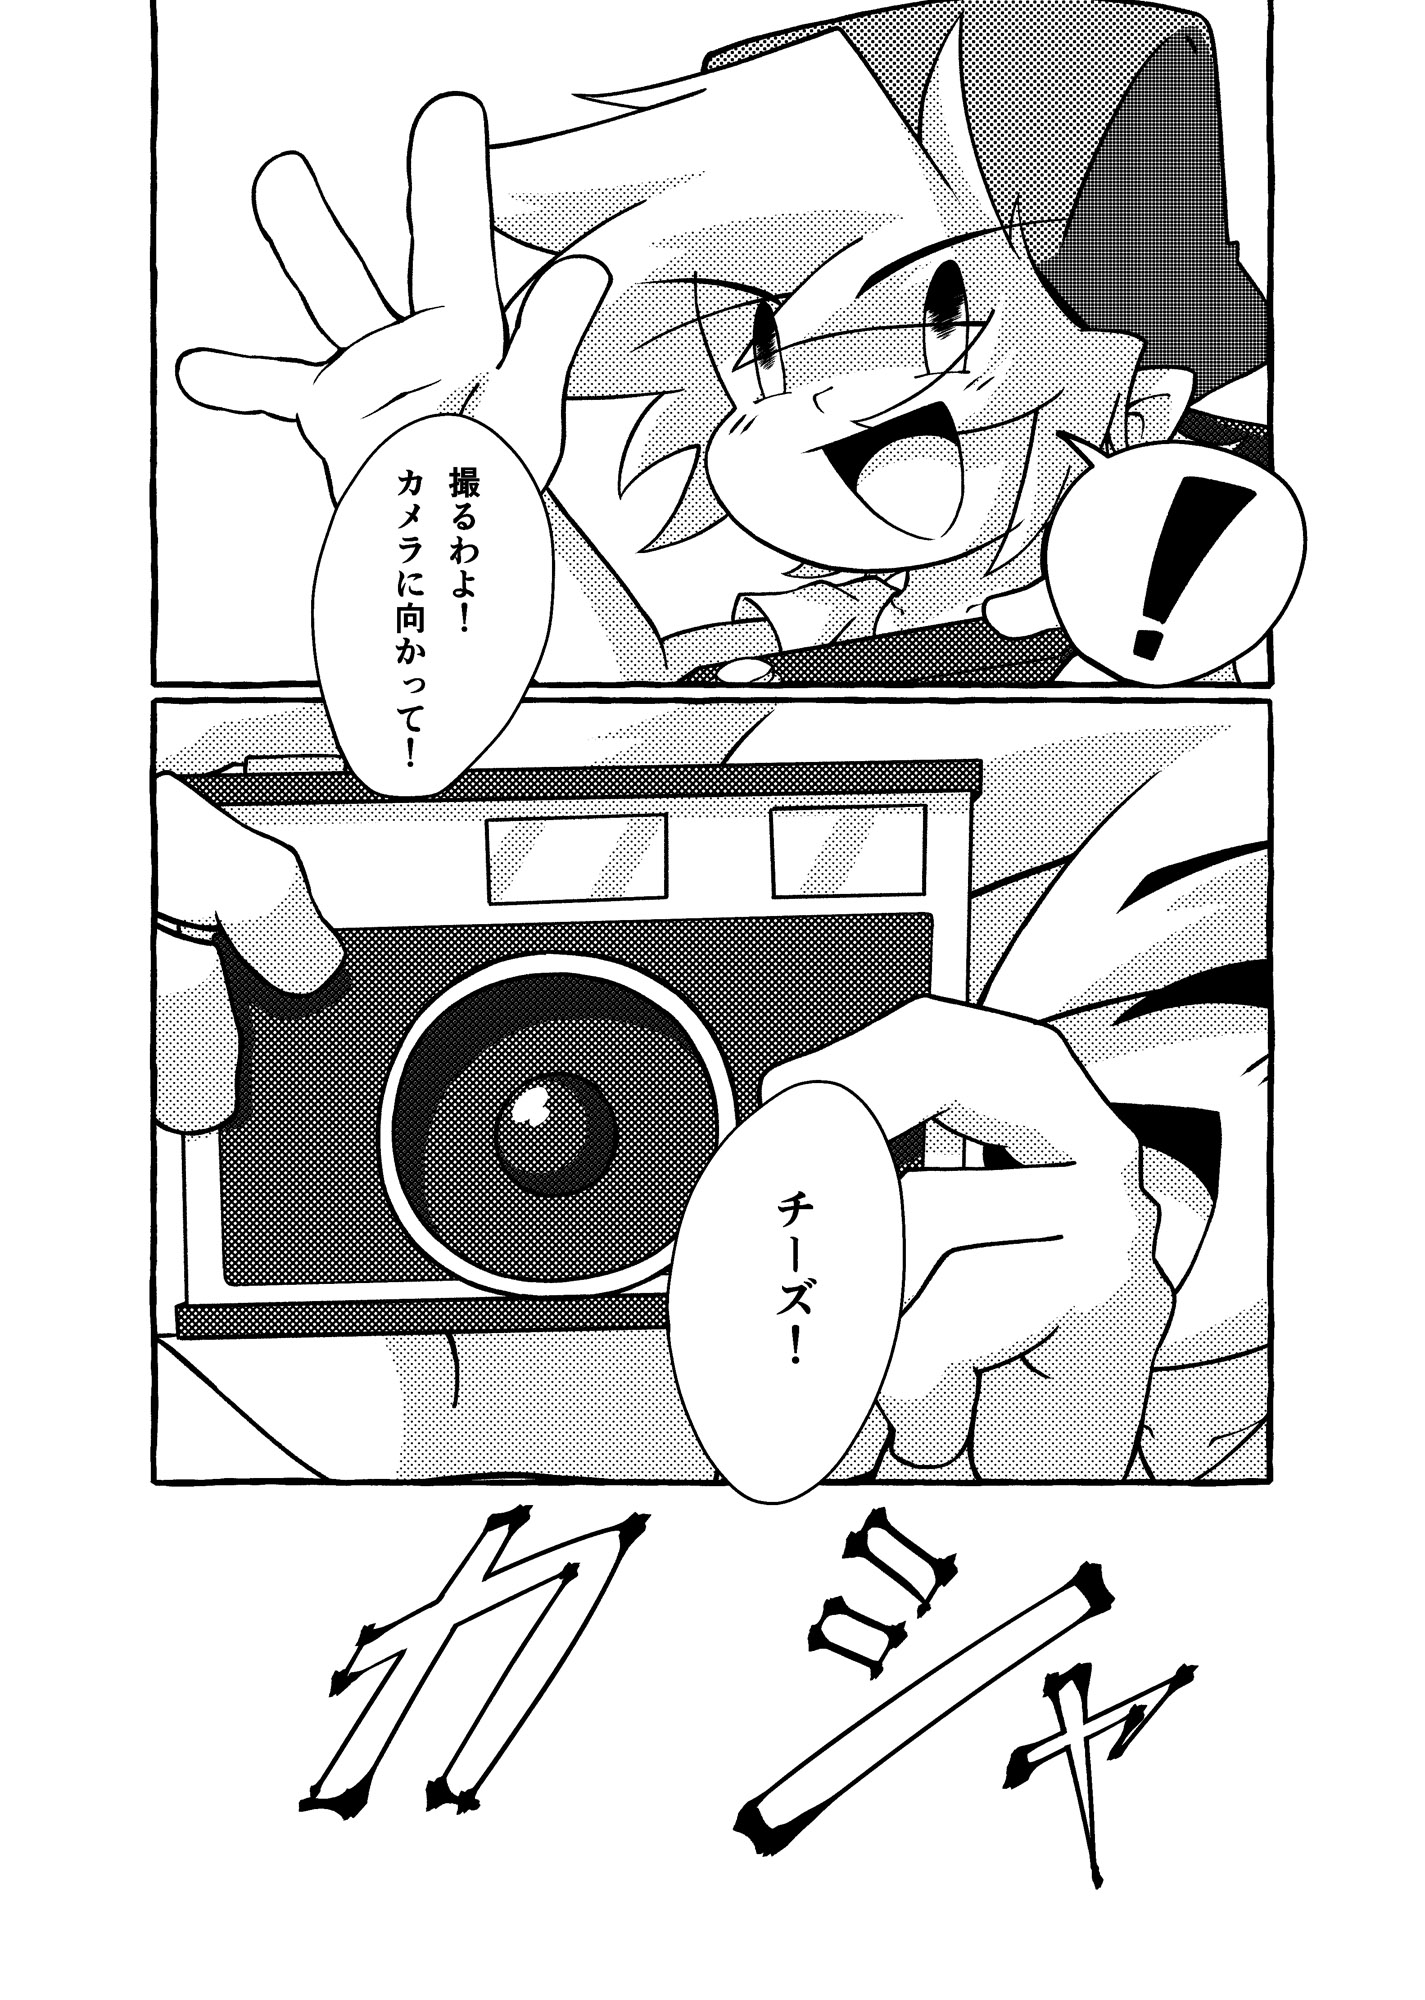 ！
撮るわよ！
カメラに向かって！
チーズ！
カシャ